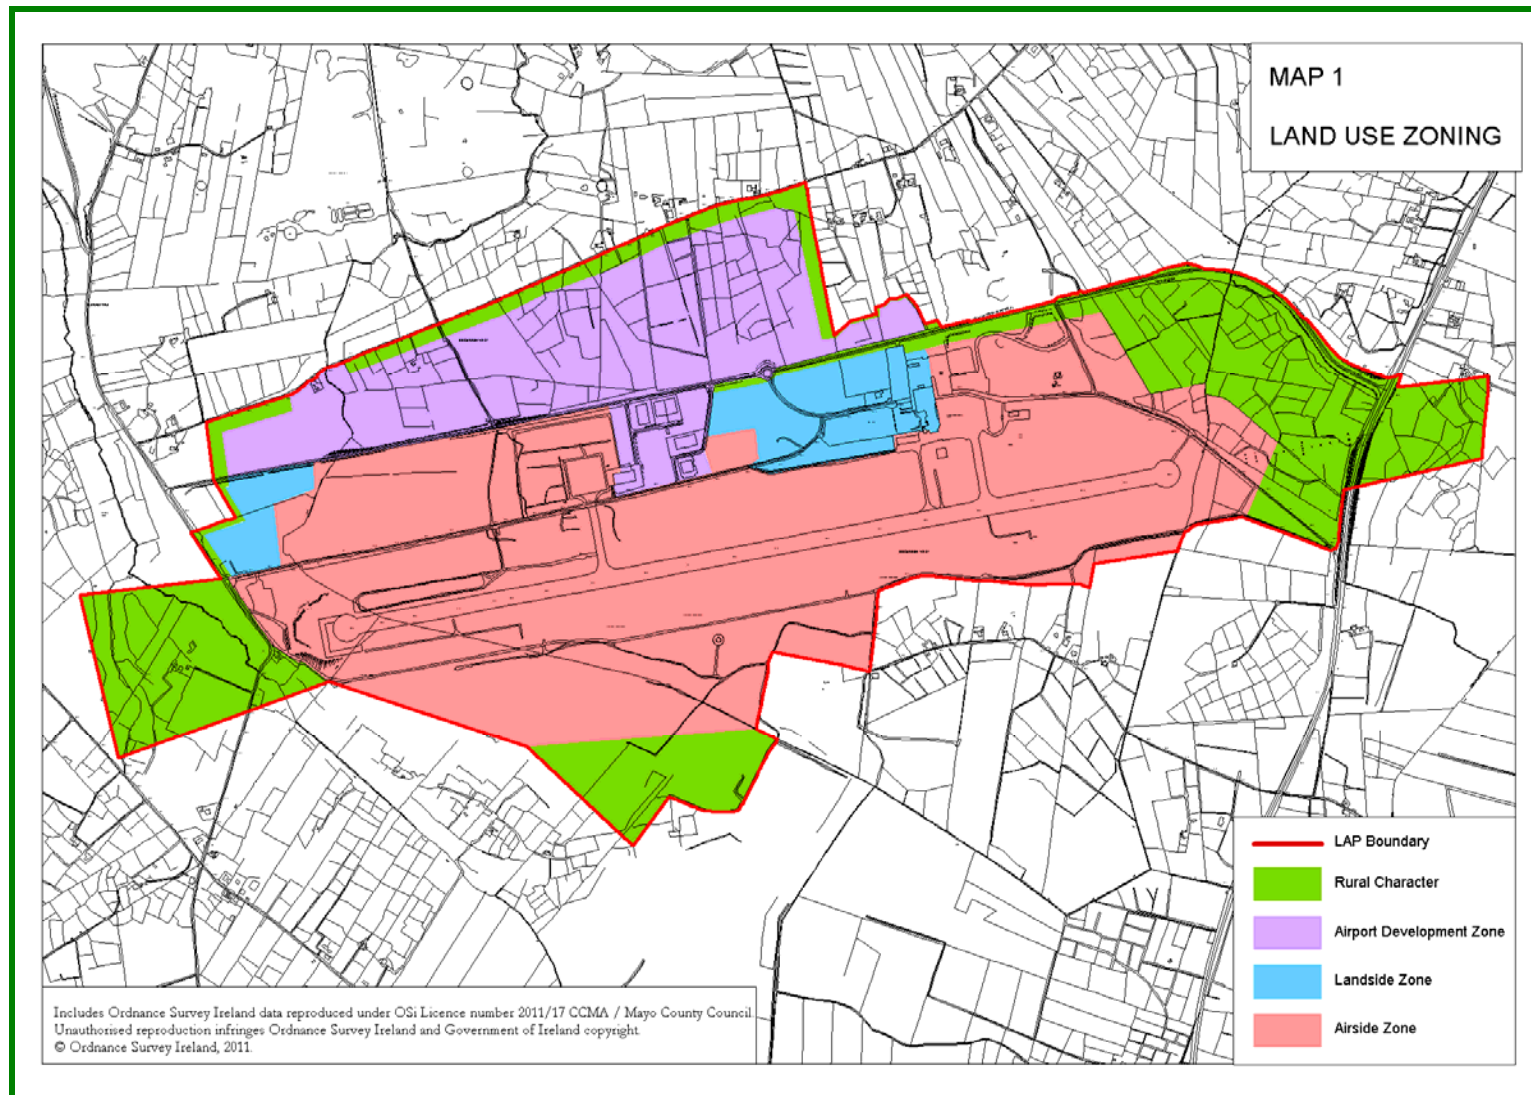 MAP 1
LAND USE ZONING
LAP Boundary
Rural Character
Airport Development Zone
Landside Zone
Airside Zone
Includes Ordnance Survey Ireland data reproduced under OSi Licence number 2011/17 CCMA / Mayo County Council.
Unauthorised reproduction infringes Ordnance Survey Ireland and Government of Ireland copyright.
© Ordnance Survey Ireland, 2011.